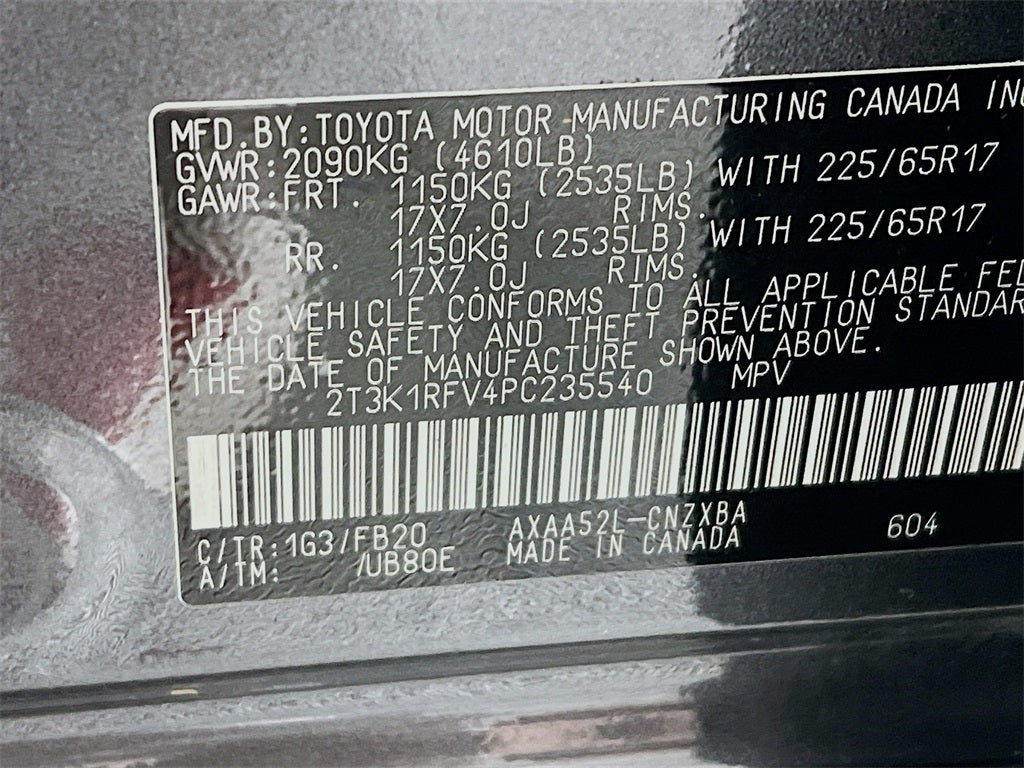 MFD.BY:TOYOTA MOTOR MANUFACTURING CANADA INC
GVWR:2090KG (4610LB)
GAWR:FRT. 1150KG (2535LB) WITH 225/65R17
17X7.0J RIMS.
RR. 1150KG (2535LB) WITH 225/65R17
17X7.0J RIMS.
THIS VEHICLE CONFORMS TO ALL APPLICABLE FED
VEHICLE SAFETY AND THEFT PREVENTION STANDAR
THE DATE OF MANUFACTURE SHOWN ABOVE.
2T3K1RFV4PC235540 MPV
C/TR:1G3/FB20 AXAA52L-CNZXBA 604
A/TM: /UB80E MADE IN CANADA